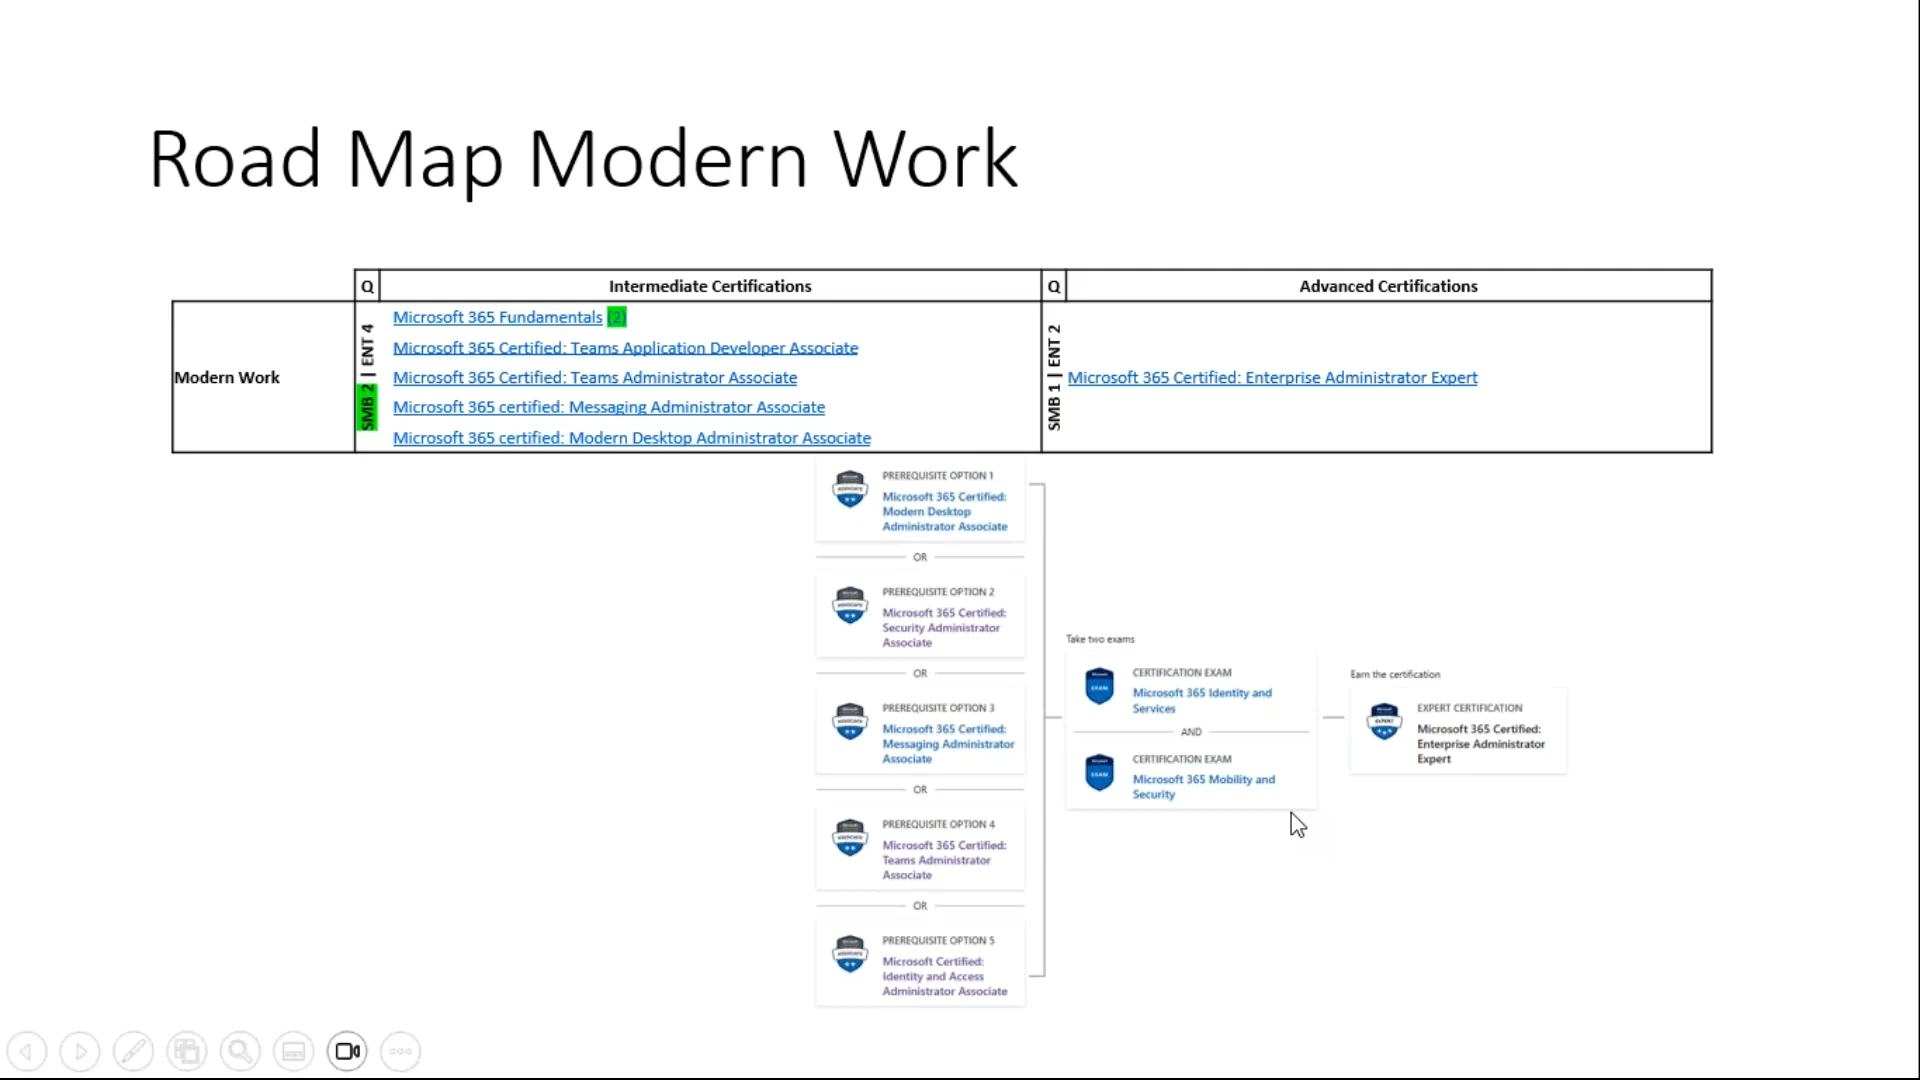 Road Map Modern Work
Q
Intermediate Certifications
Q
Advanced Certifications
Modern Work
SMB 2 | ENT 4
Microsoft 365 Fundamentals (2)
Microsoft 365 Certified: Teams Application Developer Associate
Microsoft 365 Certified: Teams Administrator Associate
Microsoft 365 certified: Messaging Administrator Associate
Microsoft 365 certified: Modern Desktop Administrator Associate
SMB 1 | ENT 2
Microsoft 365 Certified: Enterprise Administrator Expert
PREREQUISITE OPTION 1
Microsoft 365 Certified:
Modern Desktop
Administrator Associate
OR
PREREQUISITE OPTION 2
Microsoft 365 Certified:
Security Administrator
Associate
OR
PREREQUISITE OPTION 3
Microsoft 365 Certified:
Messaging Administrator
Associate
OR
PREREQUISITE OPTION 4
Microsoft 365 Certified:
Teams Administrator
Associate
OR
PREREQUISITE OPTION 5
Microsoft Certified:
Identity and Access
Administrator Associate
Take two exams
CERTIFICATION EXAM
Microsoft 365 Identity and
Services
AND
CERTIFICATION EXAM
Microsoft 365 Mobility and
Security
Earn the certification
EXPERT CERTIFICATION
Microsoft 365 Certified:
Enterprise Administrator
Expert